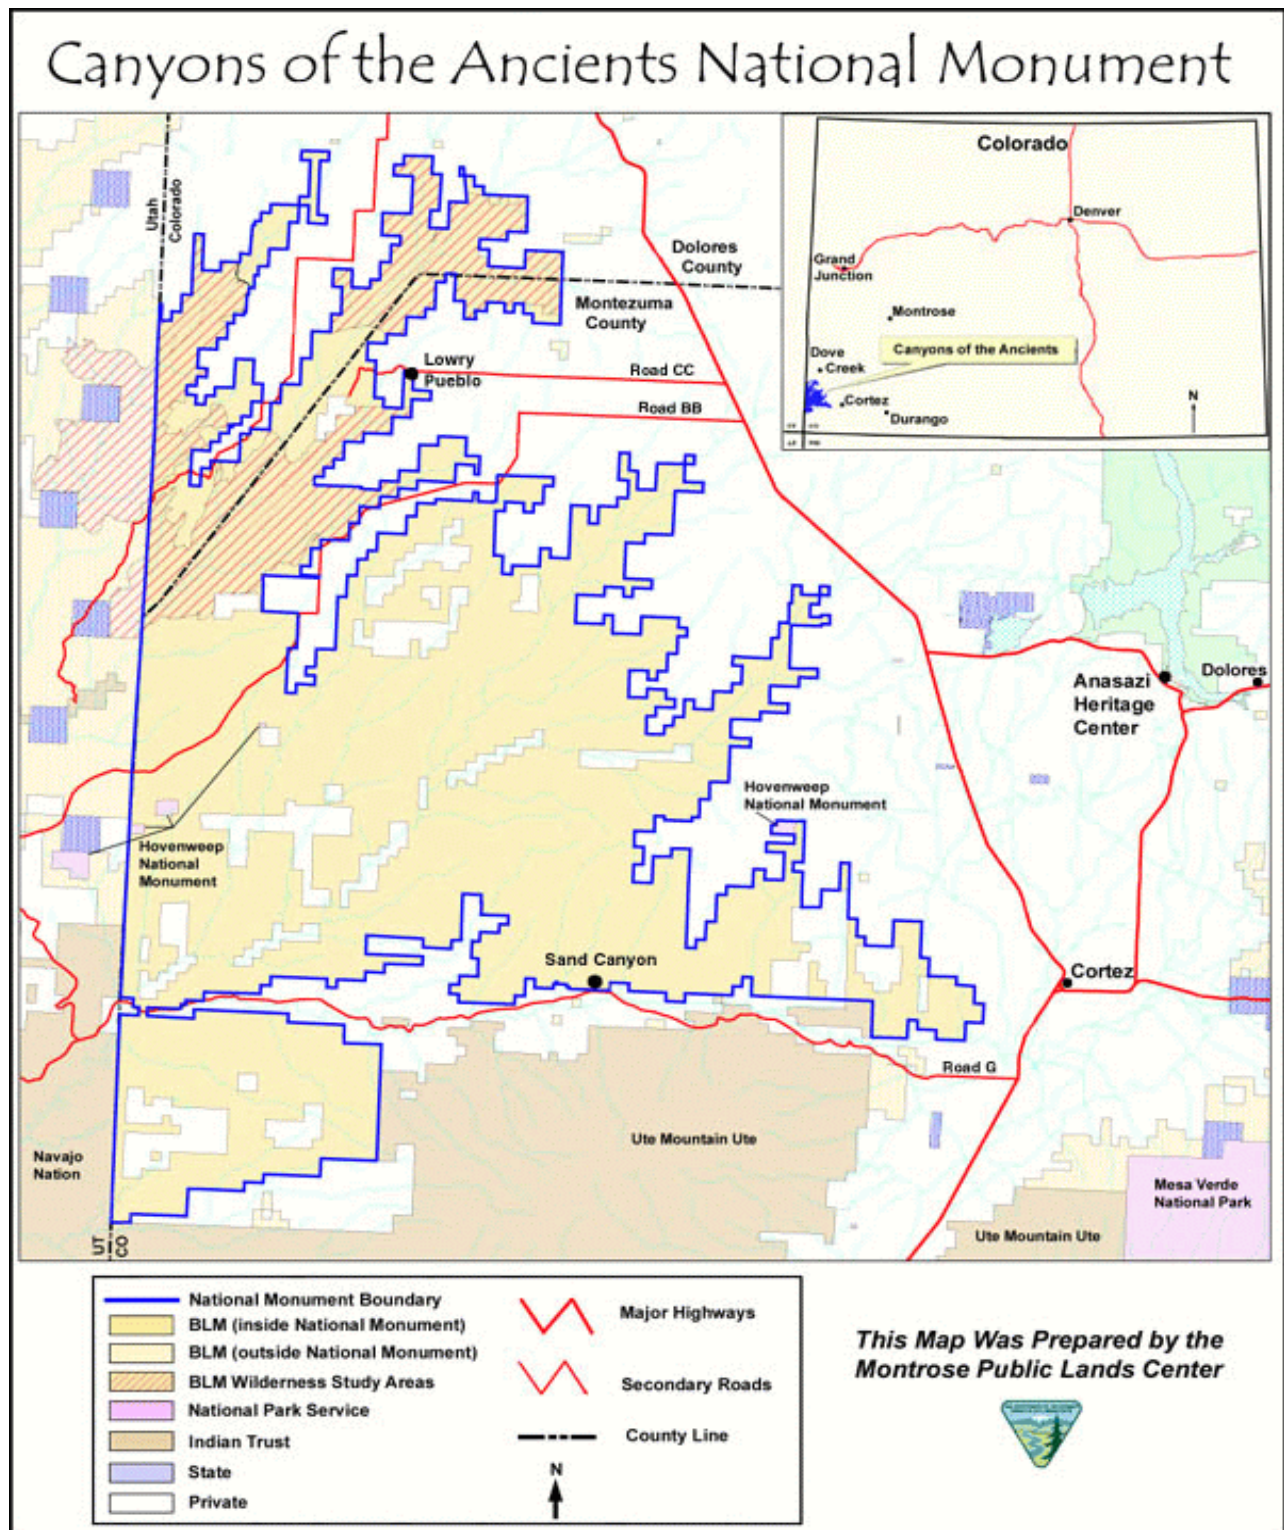 Canyons of the Ancients National Monument
Utah
Colorado
Dolores
County
Montezuma
County
Lowry
Pueblo
Road CC
Road BB
Colorado
Denver
Grand
Junction
Montrose
Canyons of the Ancients
Dove
Creek
Cortez
Durango
N
Anasazi
Heritage
Center
Dolores
Hovenweep
National Monument
Hovenweep
National
Monument
Sand Canyon
Cortez
Road G
Ute Mountain Ute
Navajo
Nation
Mesa Verde
National Park
Ute Mountain Ute
UT
CO
National Monument Boundary
BLM (inside National Monument)
BLM (outside National Monument)
BLM Wilderness Study Areas
National Park Service
Indian Trust
State
Private
Major Highways
Secondary Roads
County Line
N
This Map Was Prepared by the
Montrose Public Lands Center